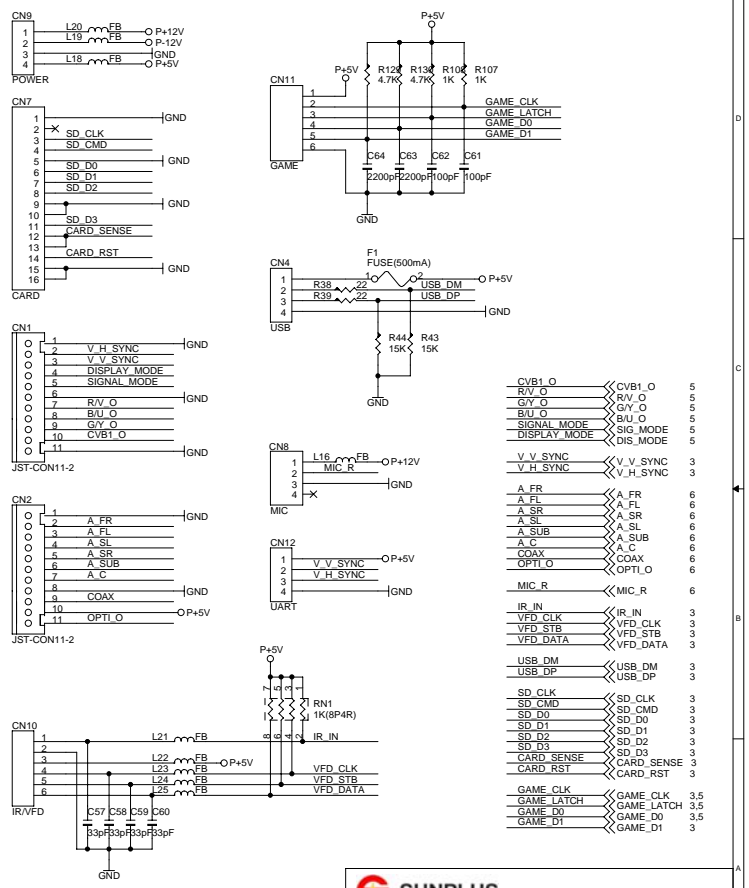 CN9
1 L20 FB P+12V
2 L19 FB P-12V
3 GND
4 L18 FB P+5V
POWER
CN7
1 GND
2
3 SD_CLK
4 SD_CMD
5 GND
6 SD_D0
7 SD_D1
8 SD_D2
9 GND
10
11 SD_D3
12 CARD_SENSE
13
14 CARD_RST
15 GND
16
CARD
CN1
1 GND
2 V_H_SYNC
3 V_V_SYNC
4 DISPLAY_MODE
5 SIGNAL_MODE
6 GND
7 R/V_O
8 B/U_O
9 G/Y_O
10 CVB1_O
11 GND
JST-CON11-2
CN2
1 GND
2 A_FR
3 A_FL
4 A_SL
5 A_SR
6 A_SUB
7 A_C
8 GND
9 COAX
10 P+5V
11 OPTI_O
JST-CON11-2
P+5V
7 5 3 1
RN1
1K(8P4R)
8 6 4 2
CN10
1 L21 FB IR_IN
2
3 L22 FB P+5V
4 L23 FB VFD_CLK
5 L24 FB VFD_STB
6 L25 FB VFD_DATA
IR/VFD
C57 C58 C59 C60
33pF 33pF 33pF 33pF
GND
P+5V
P+5V
R129 R130 R108 R107
4.7K 4.7K 1K 1K
CN11
1
2 GAME_CLK
3 GAME_LATCH
4 GAME_D0
5 GAME_D1
6
GAME
C64 C63 C62 C61
2200pF 2200pF 100pF 100pF
GND
F1
FUSE(500mA)
CN4
1 1 2 P+5V
2 R38 22 USB_DM
3 R39 22 USB_DP
4 GND
USB
R44 R43
15K 15K
GND
CN8
1 L16 FB P+12V
2 MIC_R
3 GND
4
MIC
CN12
1 P+5V
2 V_V_SYNC
3 V_H_SYNC
4 GND
UART
CVB1_O CVB1_O 5
R/V_O R/V_O 5
G/Y_O G/Y_O 5
B/U_O B/U_O 5
SIGNAL_MODE SIG_MODE 5
DISPLAY_MODE DIS_MODE 5
V_V_SYNC V_V_SYNC 3
V_H_SYNC V_H_SYNC 3
A_FR A_FR 6
A_FL A_FL 6
A_SR A_SR 6
A_SL A_SL 6
A_SUB A_SUB 6
A_C A_C 6
COAX COAX 6
OPTI_O OPTI_O 6
MIC_R MIC_R 6
IR_IN IR_IN 3
VFD_CLK VFD_CLK 3
VFD_STB VFD_STB 3
VFD_DATA VFD_DATA 3
USB_DM USB_DM 3
USB_DP USB_DP 3
SD_CLK SD_CLK 3
SD_CMD SD_CMD 3
SD_D0 SD_D0 3
SD_D1 SD_D1 3
SD_D2 SD_D2 3
SD_D3 SD_D3 3
CARD_SENSE CARD_SENSE 3
CARD_RST CARD_RST 3
GAME_CLK GAME_CLK 3,5
GAME_LATCH GAME_LATCH 3,5
GAME_D0 GAME_D0 3,5
GAME_D1 GAME_D1 3
D
C
B
A